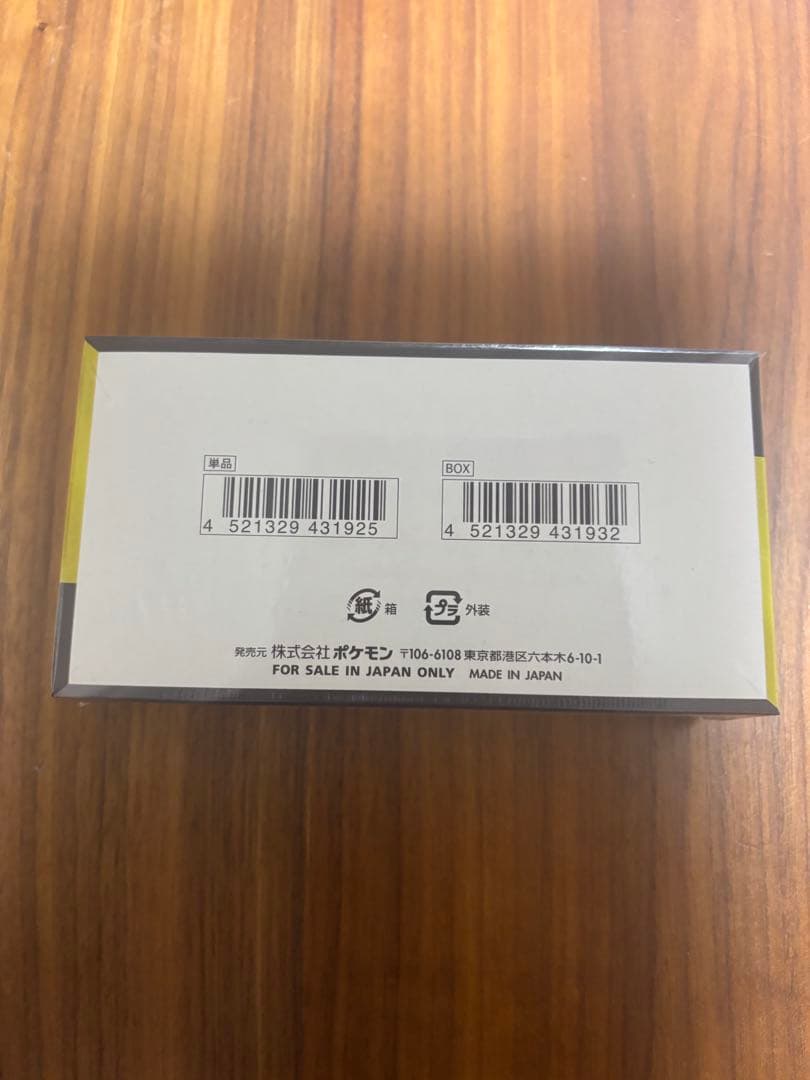 単品
4 521329 431925
BOX
4 521329 431932
紙 箱
プラ 外装
発売元 株式会社 ポケモン 〒106-6108 東京都港区六本木6-10-1
FOR SALE IN JAPAN ONLY MADE IN JAPAN